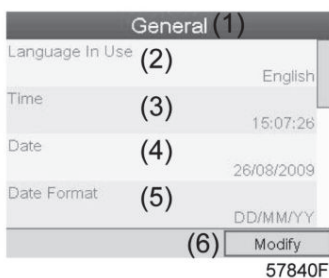 General (1)
Language In Use (2)
English
Time (3)
15:07:26
Date (4)
26/08/2009
Date Format (5)
DD/MM/YY
(6) Modify
57840F